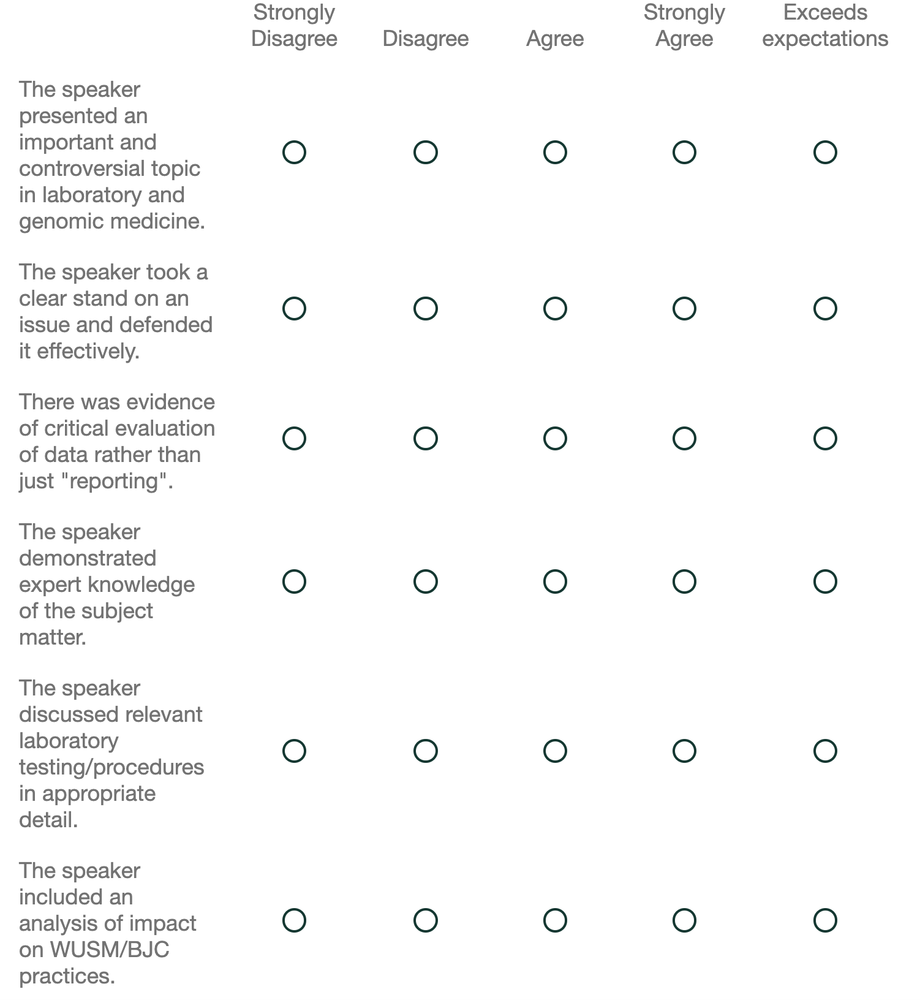 Strongly Disagree
Disagree
Agree
Strongly Agree
Exceeds expectations
The speaker
presented an
important and
controversial topic
in laboratory and
genomic medicine.
The speaker took a
clear stand on an
issue and defended
it effectively.
There was evidence
of critical evaluation
of data rather than
just "reporting".
The speaker
demonstrated
expert knowledge
of the subject
matter.
The speaker
discussed relevant
laboratory
testing/procedures
in appropriate
detail.
The speaker
included an
analysis of impact
on WUSM/BJC
practices.